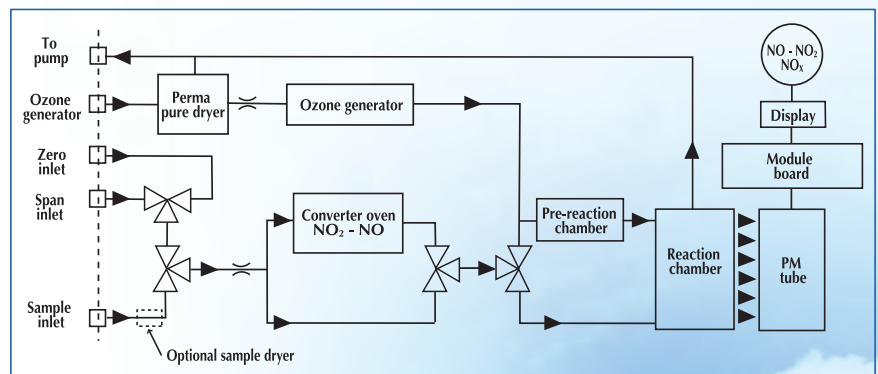 To
pump
Ozone
generator
Zero
inlet
Span
inlet
Sample
inlet
Optional sample dryer
Perma
pure dryer
Ozone generator
Converter oven
NO₂ - NO
Pre-reaction
chamber
Reaction
chamber
NO - NO₂
NOₓ
Display
Module
board
PM
tube